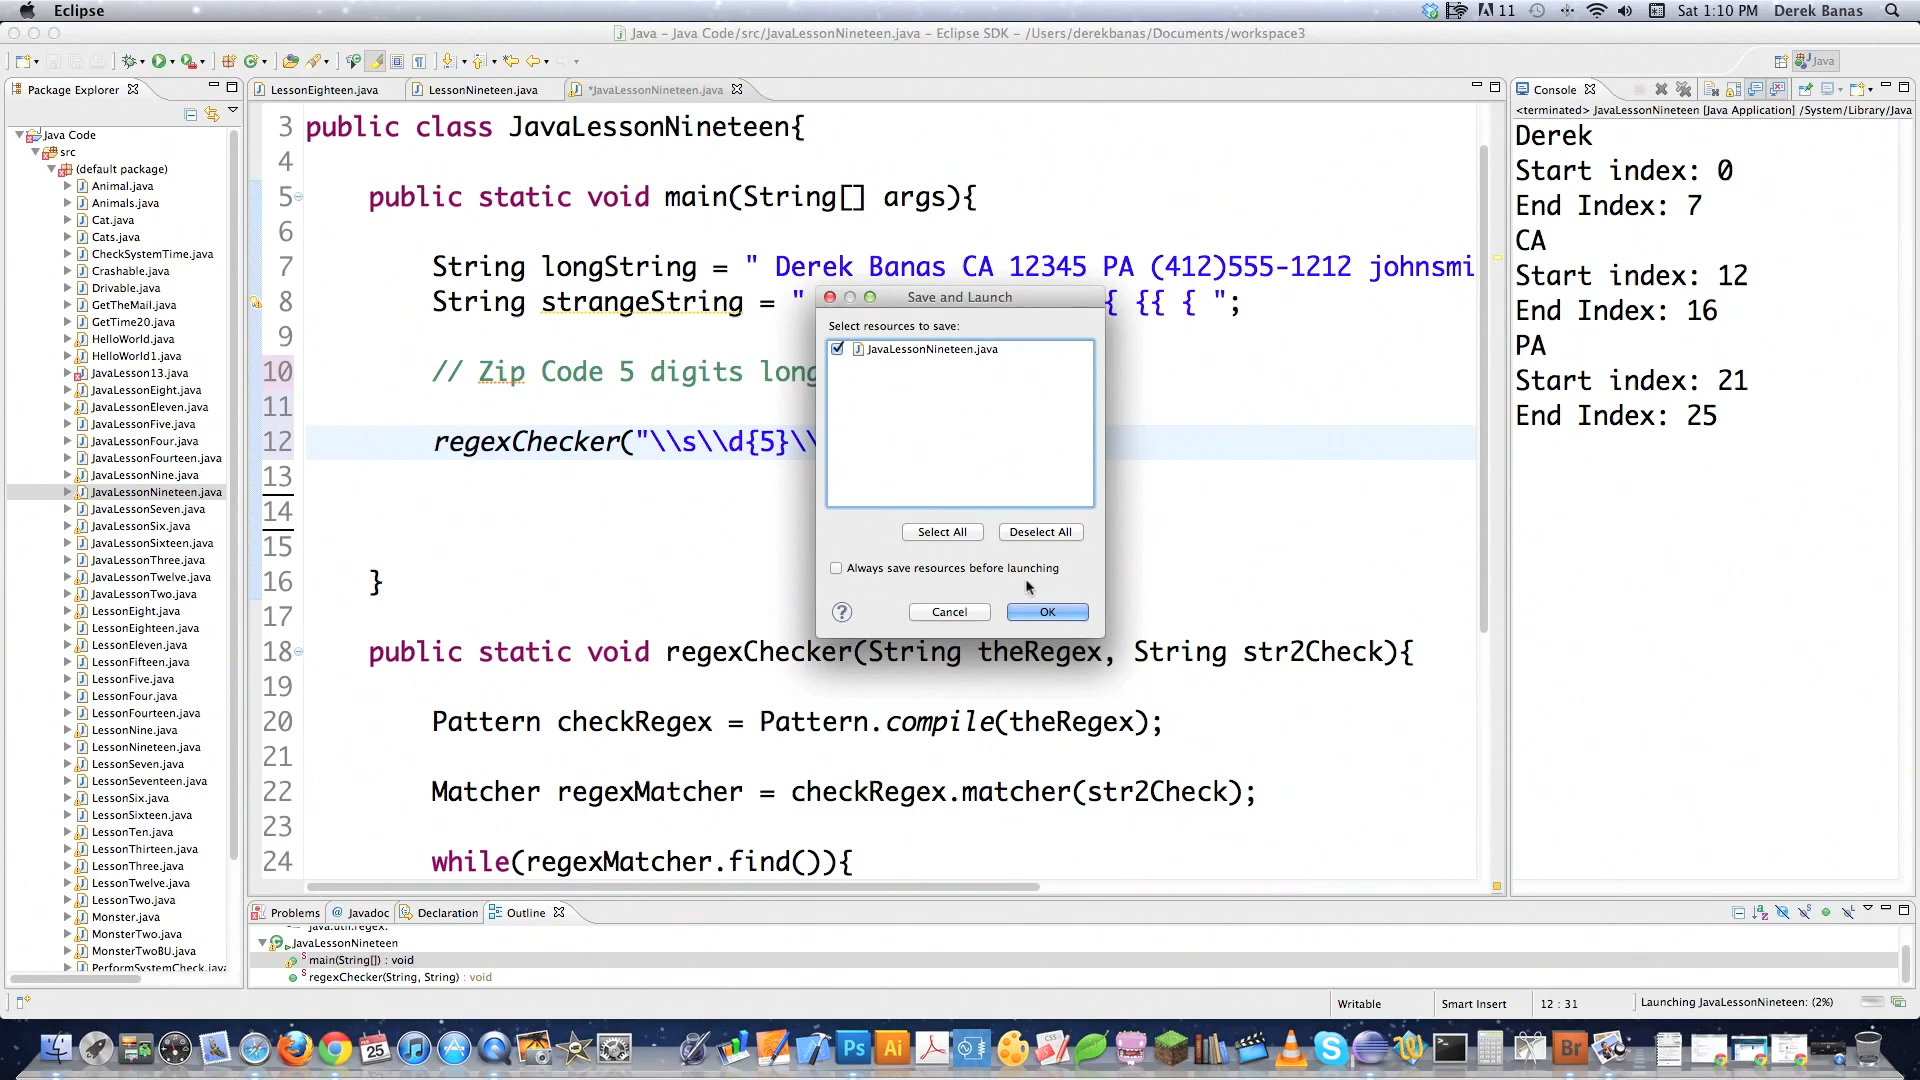 Eclipse
11
Sat 1:10 PM
Derek Banas
Java – Java Code/src/JavaLessonNineteen.java – Eclipse SDK – /Users/derekbanas/Documents/workspace3
Java
Package Explorer
Java Code
src
(default package)
Animal.java
Animals.java
Cat.java
Cats.java
CheckSystemTime.java
Crashable.java
Drivable.java
GetTheMail.java
GetTime20.java
HelloWorld.java
HelloWorld1.java
JavaLesson13.java
JavaLessonEight.java
JavaLessonEleven.java
JavaLessonFive.java
JavaLessonFour.java
JavaLessonFourteen.java
JavaLessonNine.java
JavaLessonNineteen.java
JavaLessonSeven.java
JavaLessonSix.java
JavaLessonSixteen.java
JavaLessonThree.java
JavaLessonTwelve.java
JavaLessonTwo.java
LessonEight.java
LessonEighteen.java
LessonEleven.java
LessonFifteen.java
LessonFive.java
LessonFour.java
LessonFourteen.java
LessonNine.java
LessonNineteen.java
LessonSeven.java
LessonSeventeen.java
LessonSix.java
LessonSixteen.java
LessonTen.java
LessonThirteen.java
LessonThree.java
LessonTwelve.java
LessonTwo.java
Monster.java
MonsterTwo.java
MonsterTwoBU.java
PerformSystemCheck.java
LessonEighteen.java
LessonNineteen.java
*JavaLessonNineteen.java
3 public class JavaLessonNineteen{
4
5 public static void main(String[] args){
6
7 String longString = " Derek Banas CA 12345 PA (412)555-1212 johnsmi
8 String strangeString = " { {{ { ";
9
10 // Zip Code 5 digits long
11
12 regexChecker("\\s\\d{5}\\
13
14
15
16 }
17
18 public static void regexChecker(String theRegex, String str2Check){
19
20 Pattern checkRegex = Pattern.compile(theRegex);
21
22 Matcher regexMatcher = checkRegex.matcher(str2Check);
23
24 while(regexMatcher.find()){
Save and Launch
Select resources to save:
JavaLessonNineteen.java
Select All
Deselect All
Always save resources before launching
?
Cancel
OK
Console
<terminated> JavaLessonNineteen [Java Application] /System/Library/Java
Derek
Start index: 0
End Index: 7
CA
Start index: 12
End Index: 16
PA
Start index: 21
End Index: 25
Problems
@ Javadoc
Declaration
Outline
java.util.regex.
JavaLessonNineteen
main(String[]) : void
regexChecker(String, String) : void
Writable
Smart Insert
12 : 31
Launching JavaLessonNineteen: (2%)
25
Ps
Ai
Br